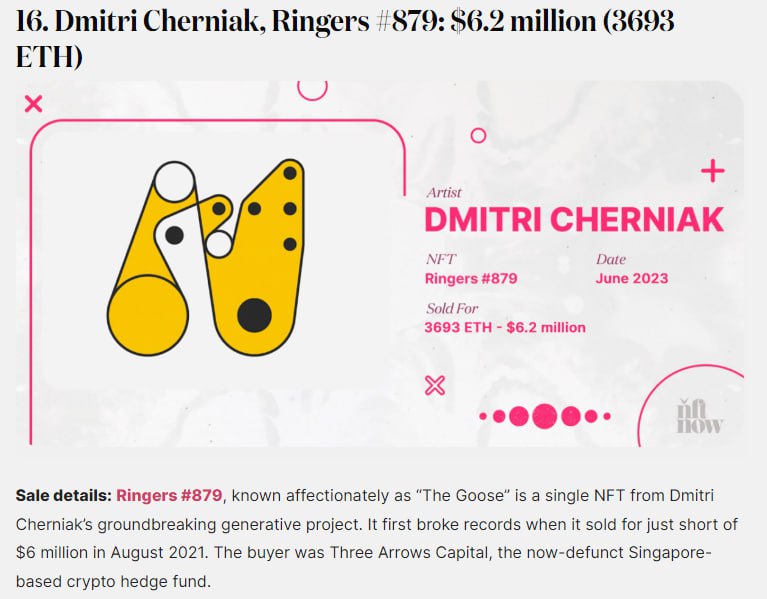 16. Dmitri Cherniak, Ringers #879: $6.2 million (3693
ETH)
Artist
DMITRI CHERNIAK
NFT
Date
Ringers #879
June 2023
Sold For
3693 ETH - $6.2 million
nft
now
Sale details: Ringers #879, known affectionately as “The Goose” is a single NFT from Dmitri
Cherniak’s groundbreaking generative project. It first broke records when it sold for just short of
$6 million in August 2021. The buyer was Three Arrows Capital, the now-defunct Singapore-
based crypto hedge fund.